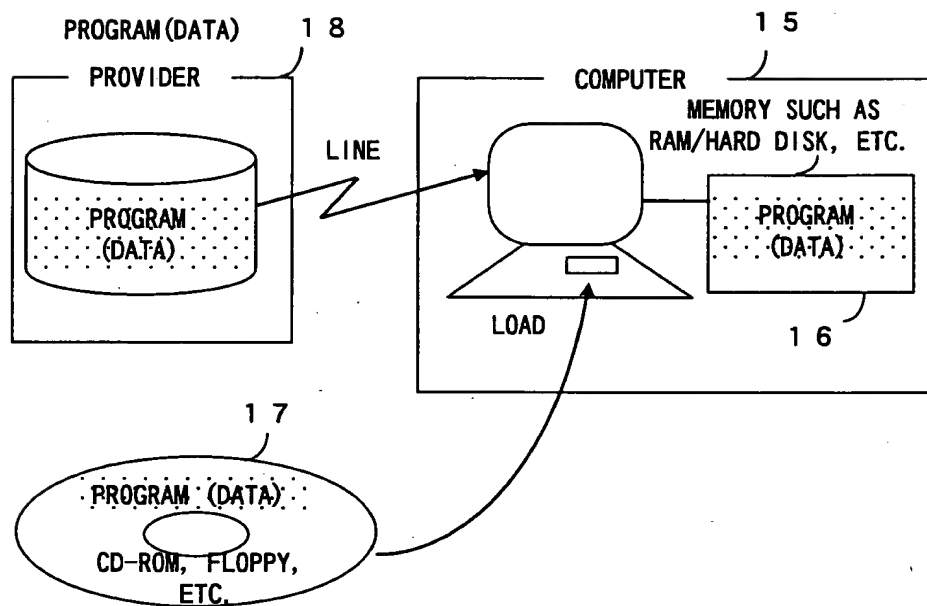 PROGRAM(DATA)
PROVIDER
18
PROGRAM
(DATA)
LINE
15
COMPUTER
MEMORY SUCH AS
RAM/HARD DISK, ETC.
PROGRAM
(DATA)
16
LOAD
17
PROGRAM (DATA)
CD-ROM, FLOPPY,
ETC.